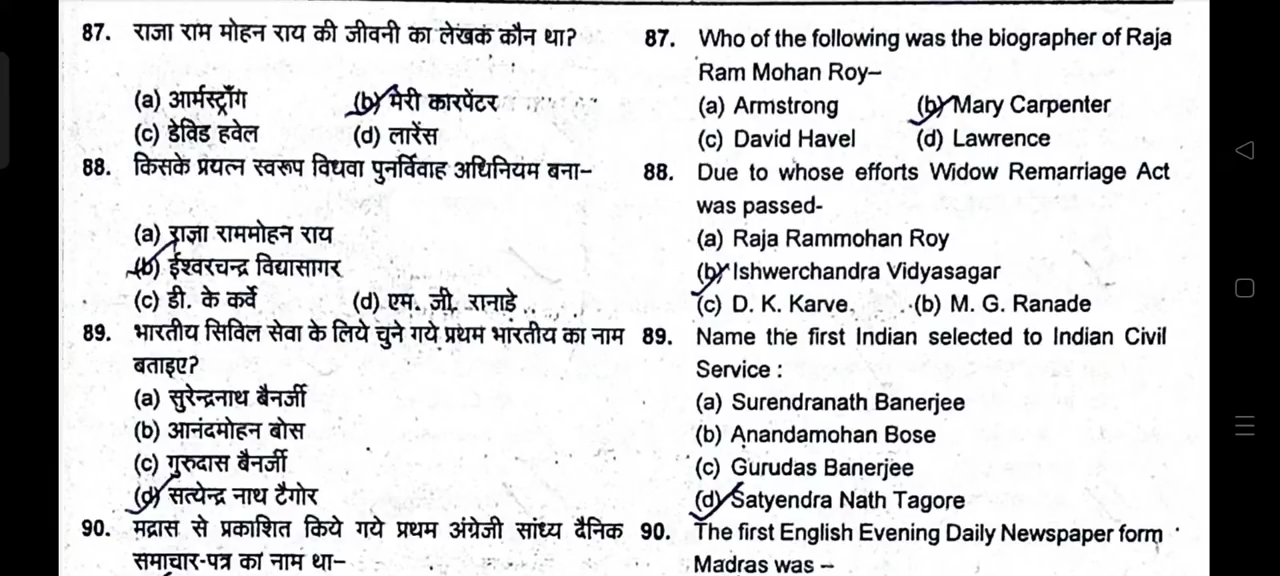 87. राजा राम मोहन राय की जीवनी का लेखक कौन था?
(a) आर्मस्ट्रौंग (b) मेरी कारपेंटर
(c) डेविड हवेल (d) लारेंस
88. किसके प्रयत्न स्वरूप विधवा पुनर्विवाह अधिनियम बना–
(a) राजा राममोहन राय
(b) ईश्वरचन्द्र विद्यासागर
(c) डी. के कर्वे (d) एम. जी. रानाडे
89. भारतीय सिविल सेवा के लिये चुने गये प्रथम भारतीय का नाम
बताइए?
(a) सुरेन्द्रनाथ बैनर्जी
(b) आनंदमोहन बोस
(c) गुरुदास बैनर्जी
(d) सत्येन्द्र नाथ टैगोर
90. मद्रास से प्रकाशित किये गये प्रथम अंग्रेजी सांध्य दैनिक
समाचार-पत्र का नाम था–
87. Who of the following was the biographer of Raja
Ram Mohan Roy–
(a) Armstrong (b) Mary Carpenter
(c) David Havel (d) Lawrence
88. Due to whose efforts Widow Remarriage Act
was passed-
(a) Raja Rammohan Roy
(b) Ishwerchandra Vidyasagar
(c) D. K. Karve. (b) M. G. Ranade
89. Name the first Indian selected to Indian Civil
Service :
(a) Surendranath Banerjee
(b) Anandamohan Bose
(c) Gurudas Banerjee
(d) Satyendra Nath Tagore
90. The first English Evening Daily Newspaper form
Madras was –